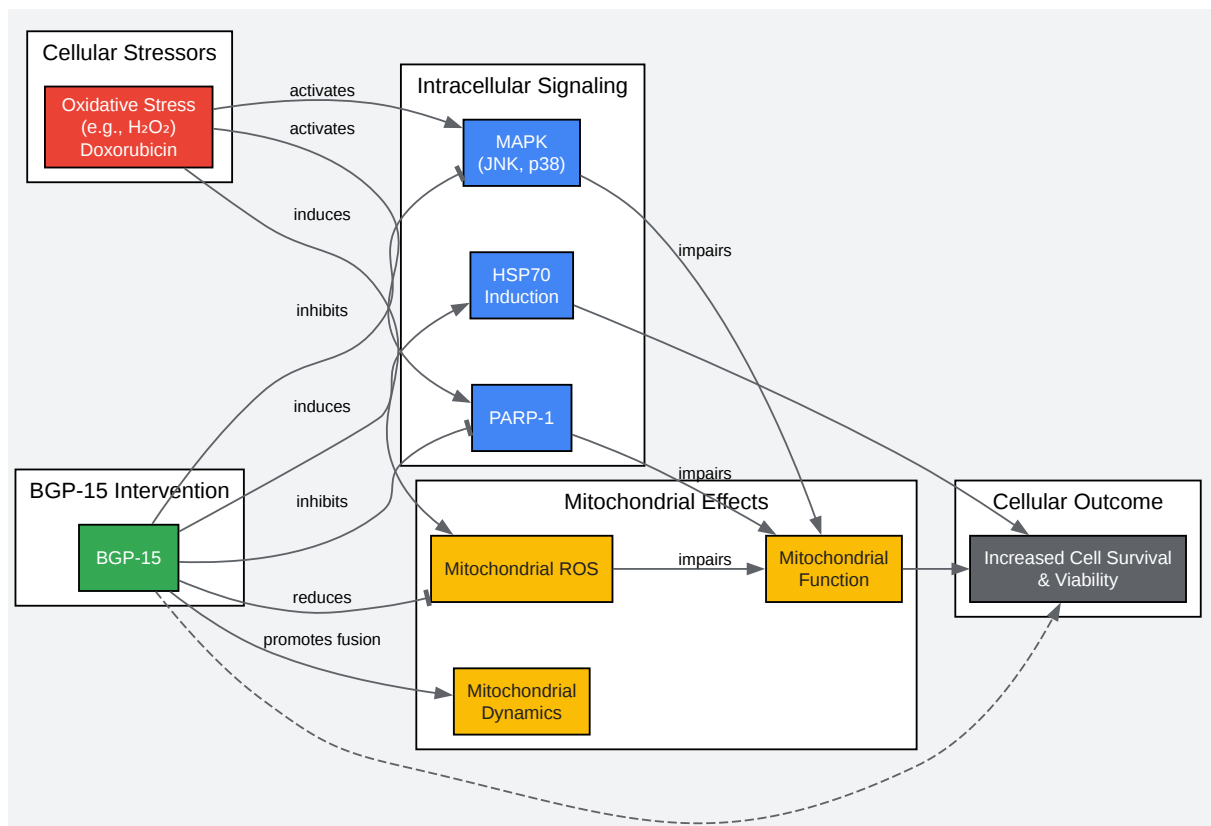 Cellular Stressors
Oxidative Stress
(e.g., H₂O₂)
Doxorubicin
activates
activates
induces
inhibits
induces
inhibits
reduces
promotes fusion
BGP-15 Intervention
BGP-15
Intracellular Signaling
MAPK
(JNK, p38)
HSP70
Induction
PARP-1
impairs
impairs
impairs
Mitochondrial Effects
Mitochondrial ROS
Mitochondrial
Function
Mitochondrial
Dynamics
Cellular Outcome
Increased Cell Survival
& Viability